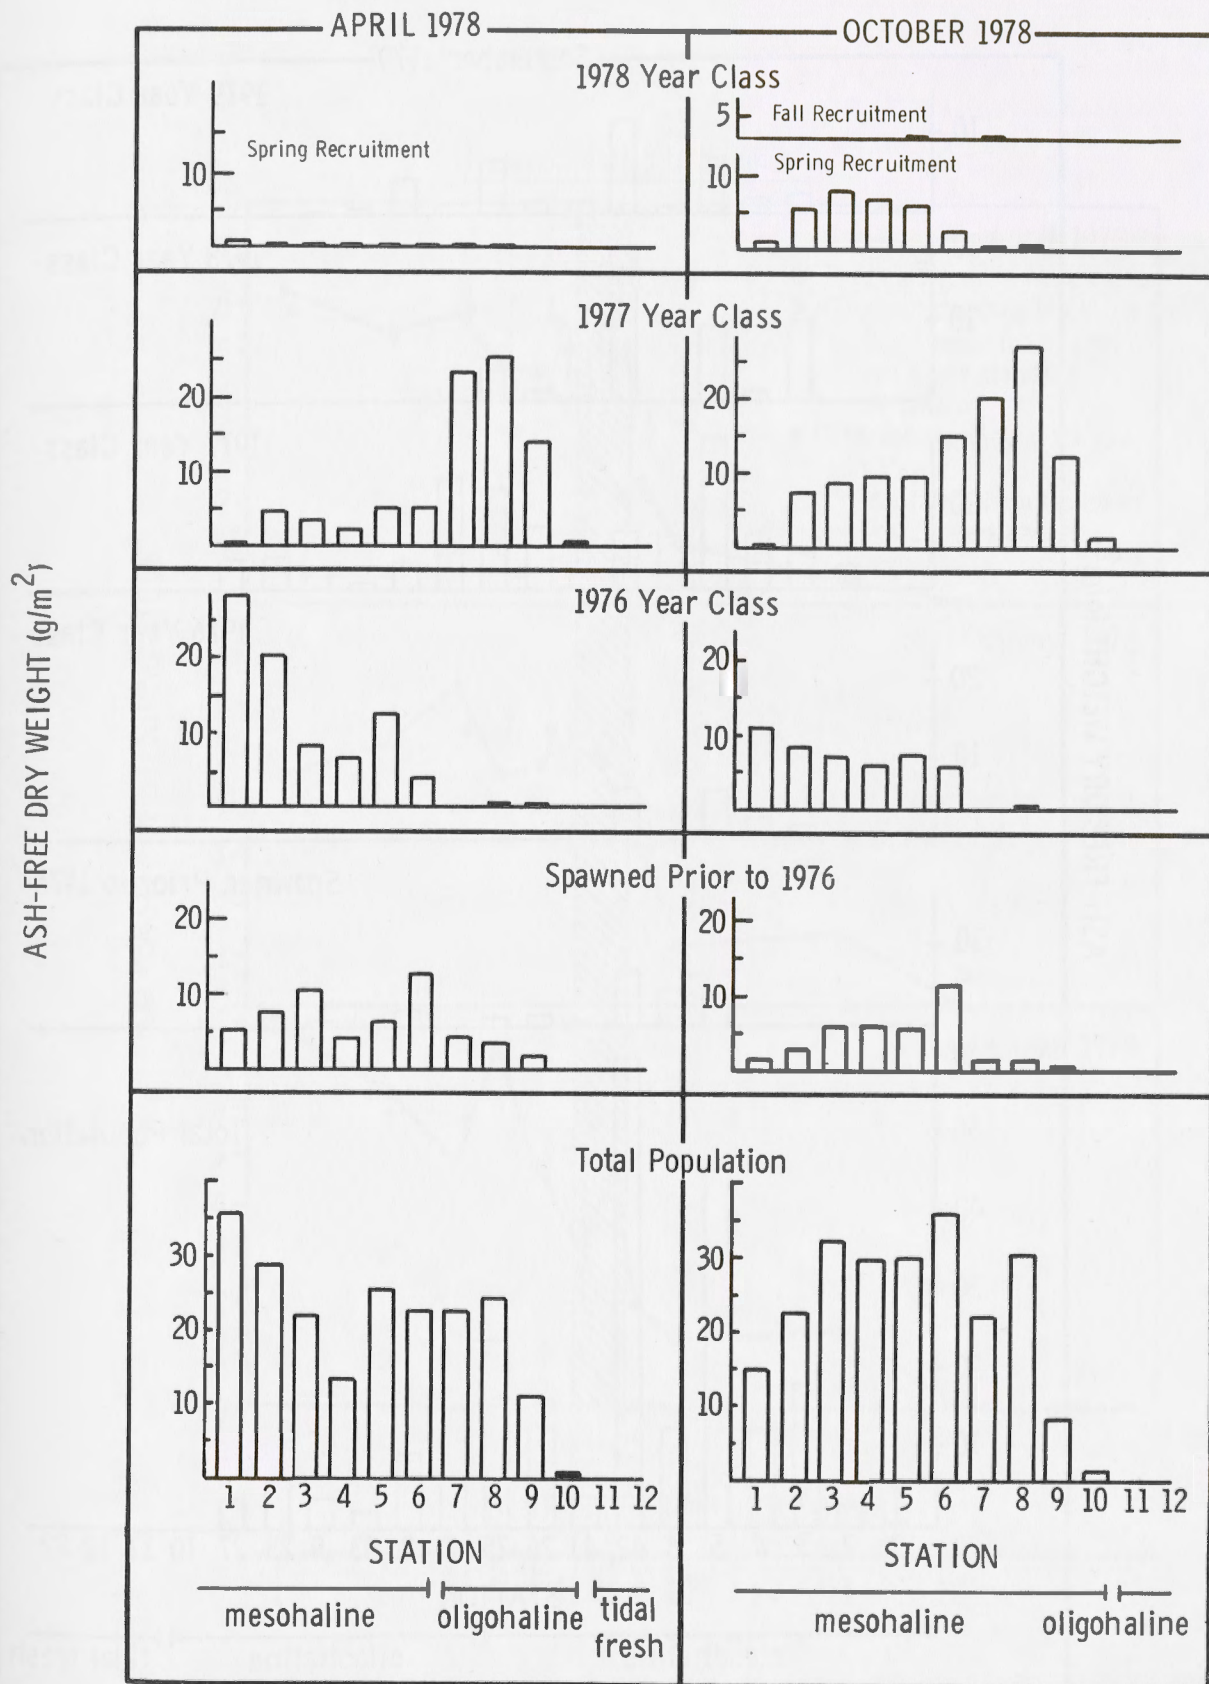 APRIL 1978 OCTOBER 1978
1978 Year Class
5 Fall Recruitment
Spring Recruitment
10
Spring Recruitment
10
1977 Year Class
20
10
20
10
1976 Year Class
20
10
20
10
Spawned Prior to 1976
20
10
20
10
Total Population
30
20
10
30
20
10
1 2 3 4 5 6 7 8 9 10 11 12
1 2 3 4 5 6 7 8 9 10 11 12
STATION
STATION
mesohaline oligohaline tidal
fresh
mesohaline oligohaline
ASH-FREE DRY WEIGHT (g/m²)